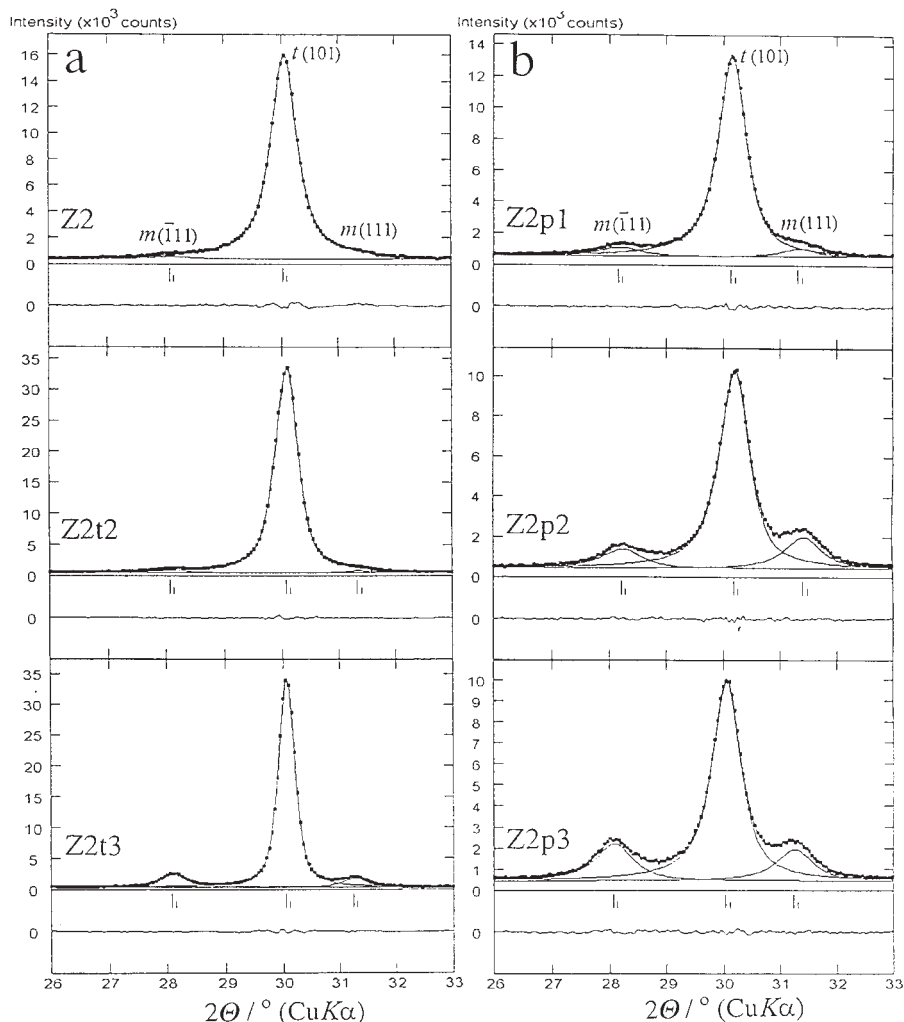 Intensity (x10³ counts)
a
t (101)
Z2
m(1̄11)
m(111)
16
14
12
10
8
6
4
2
0
0
Z2t2
35
30
25
20
15
10
5
0
0
Z2t3
35
30
25
20
15
10
5
0
0
26 27 28 29 30 31 32 33
2Θ / ° (CuKα)
Intensity (x10³ counts)
b
t (101)
Z2p1
m(1̄11)
m(111)
14
12
10
8
6
4
2
0
0
Z2p2
10
8
6
4
2
0
0
Z2p3
10
9
8
7
6
5
4
3
2
1
0
0
26 27 28 29 30 31 32 33
2Θ / ° (CuKα)